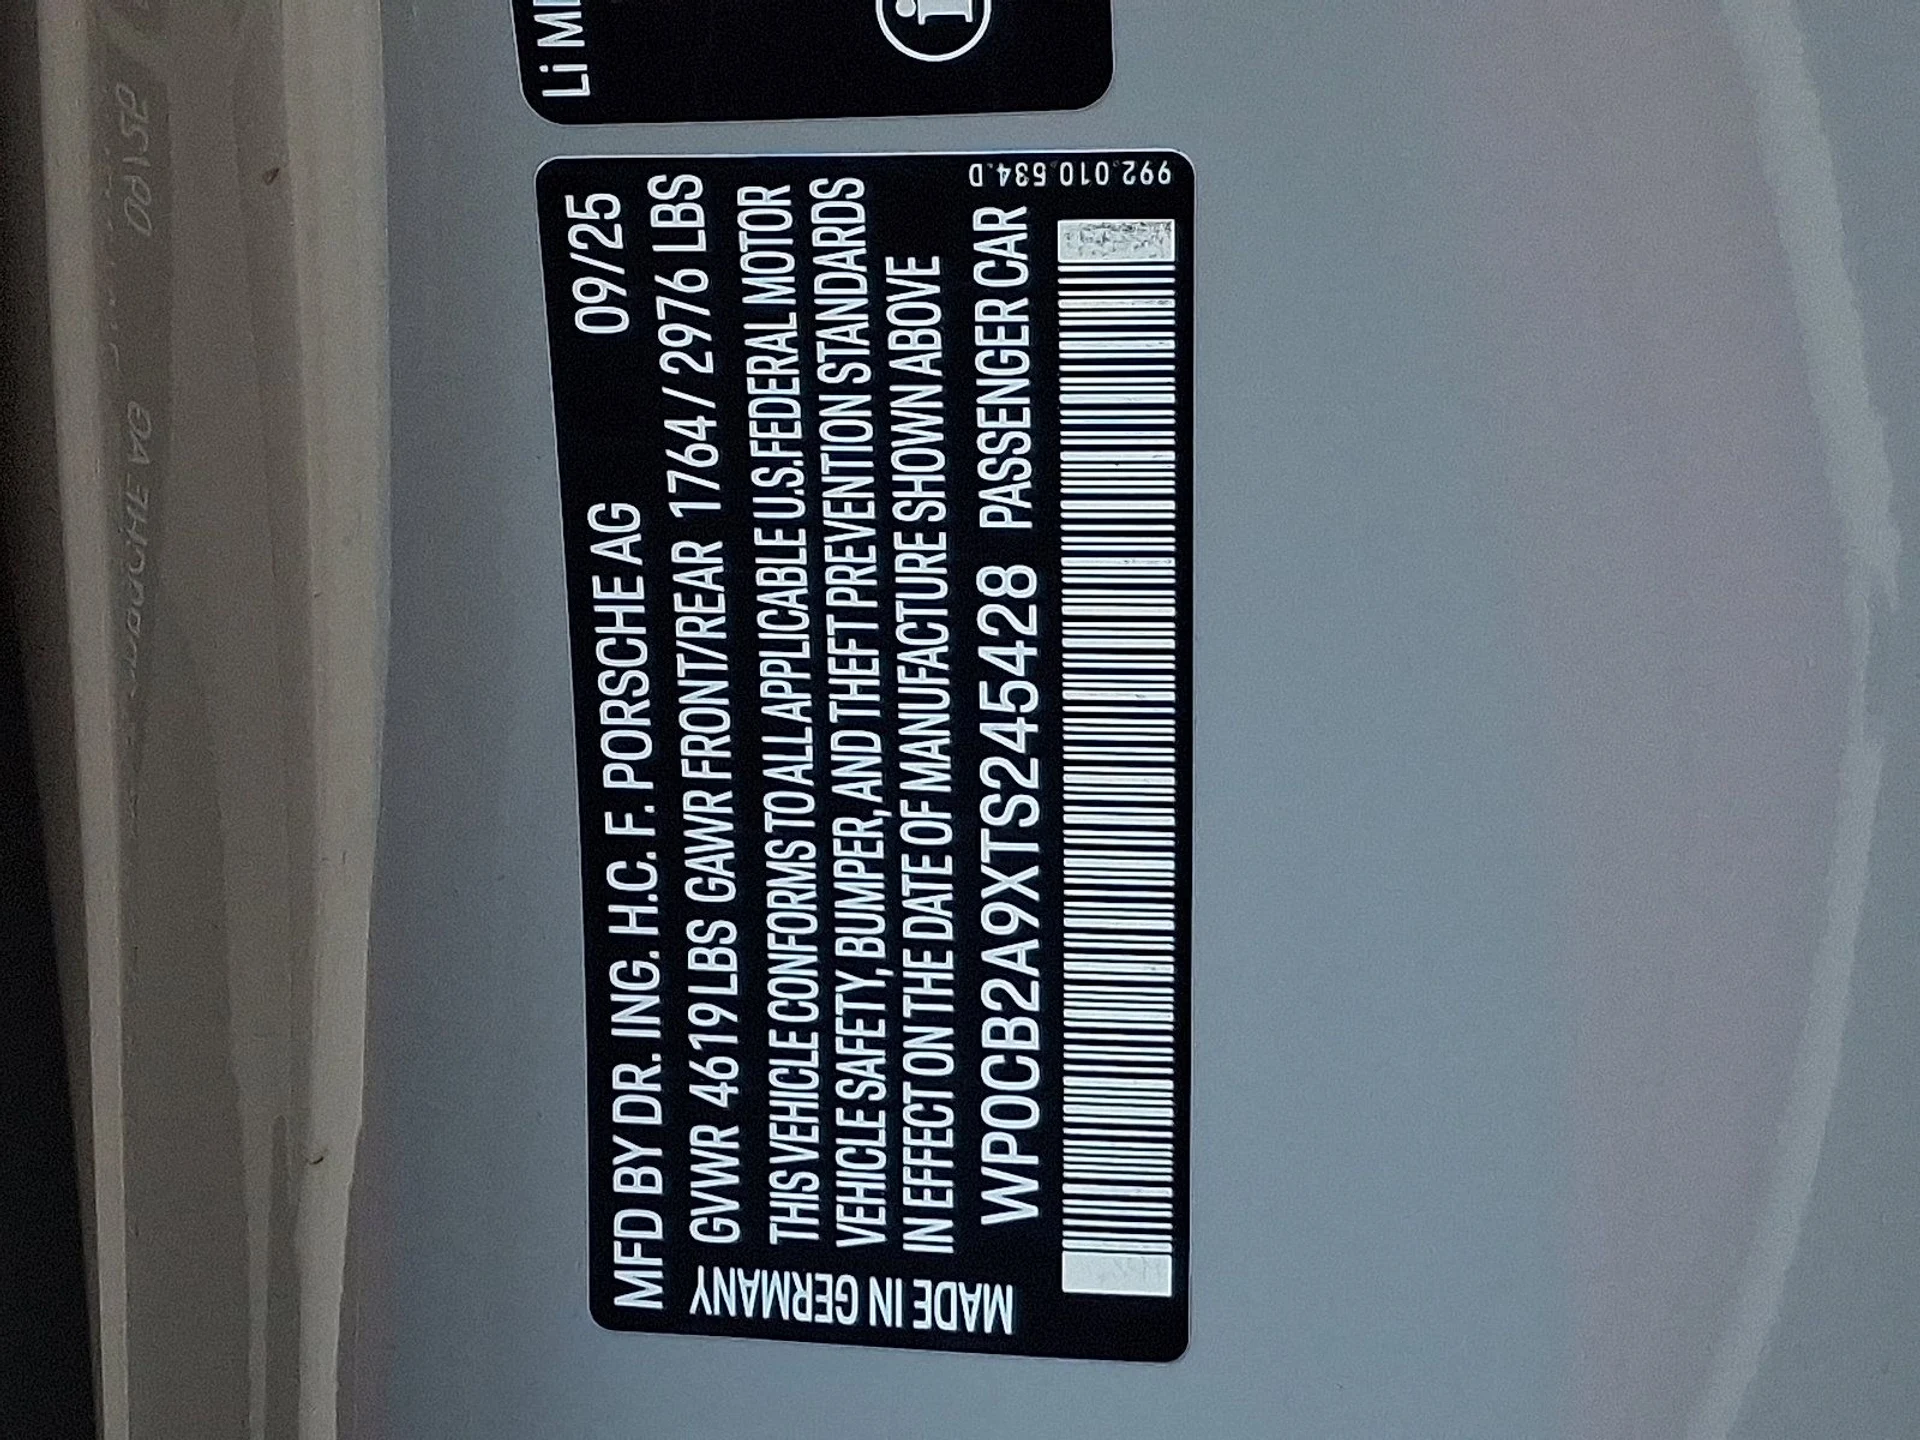 Li M
MFD BY DR. ING. H.C. F. PORSCHE AG 09/25
GVWR 4619 LBS GAWR FRONT/REAR 1764 / 2976 LBS
THIS VEHICLE CONFORMS TO ALL APPLICABLE U.S. FEDERAL MOTOR
VEHICLE SAFETY, BUMPER, AND THEFT PREVENTION STANDARDS
IN EFFECT ON THE DATE OF MANUFACTURE SHOWN ABOVE
WP0CB2A9XTS245428 PASSENGER CAR
MADE IN GERMANY
992.010.534.D